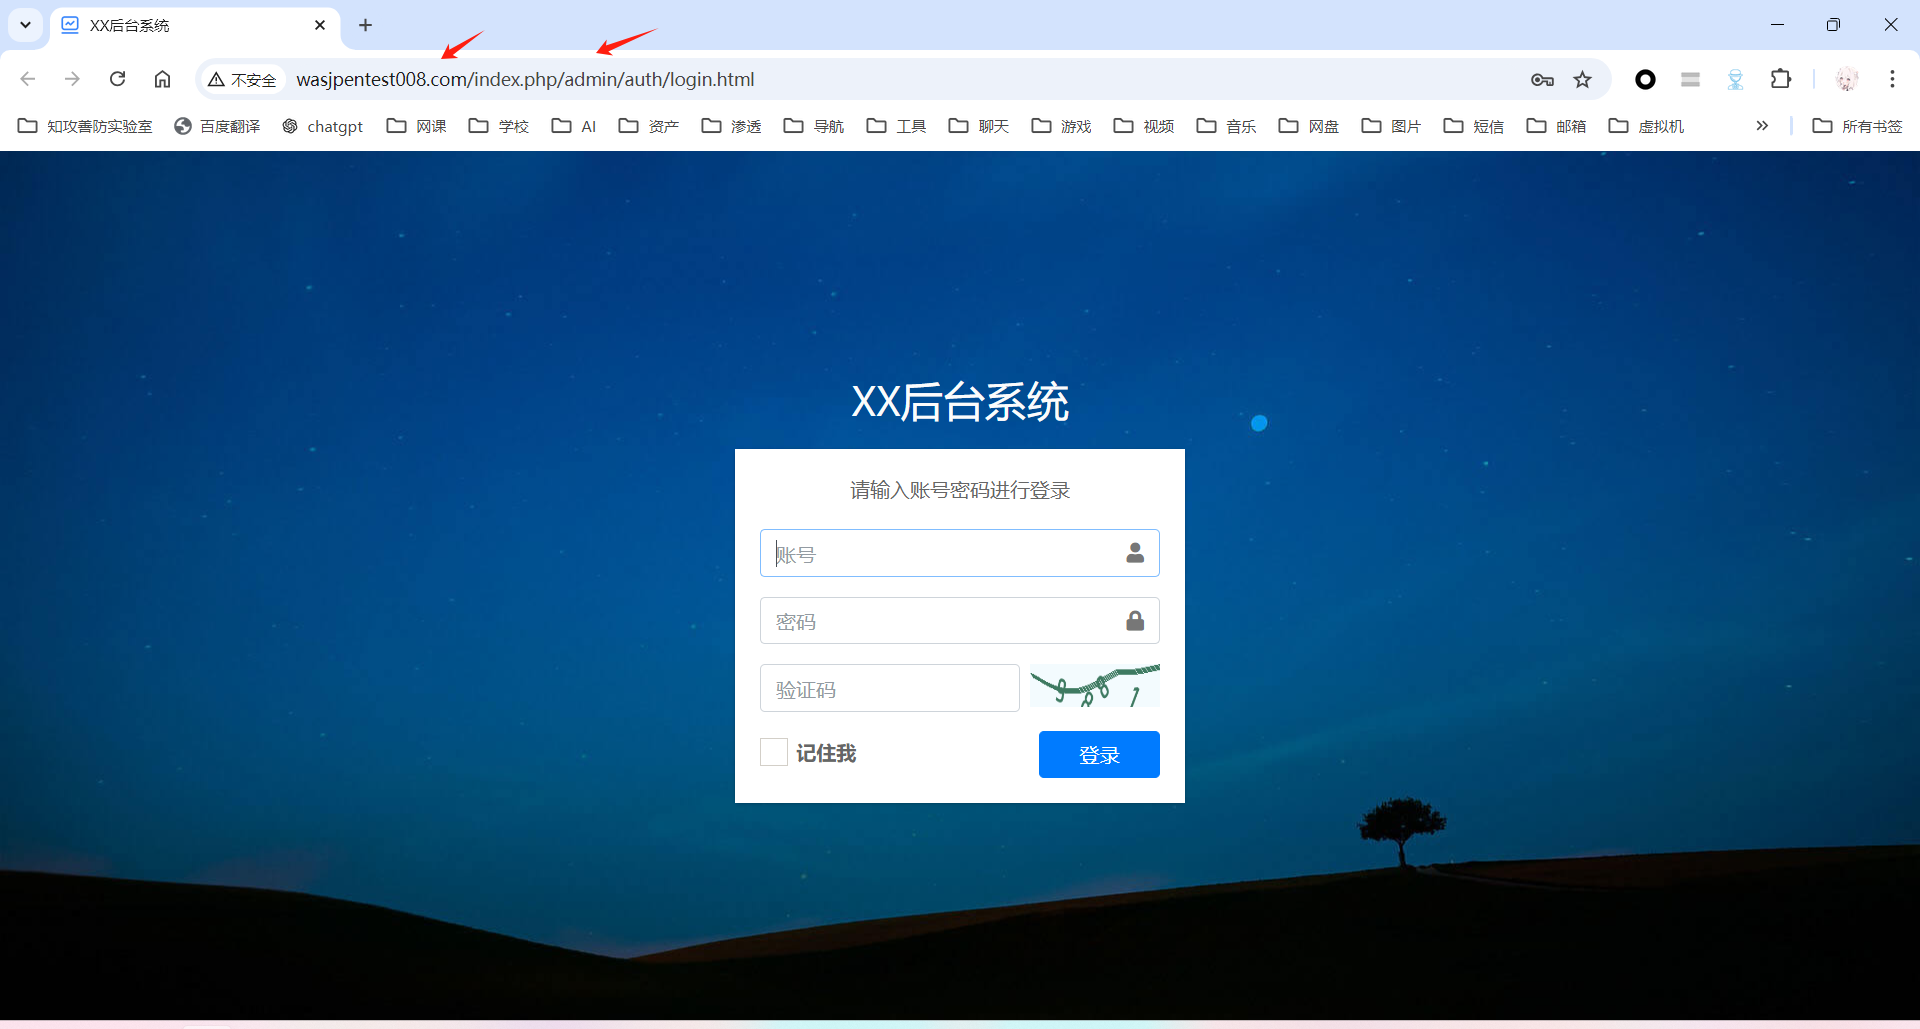 XX后台系统
不安全 wasjpentest008.com/index.php/admin/auth/login.html
知攻善防实验室 百度翻译 chatgpt 网课 学校 AI 资产 渗透 导航 工具 聊天 游戏 视频 音乐 网盘 图片 短信 邮箱 虚拟机 所有书签
XX后台系统
请输入账号密码进行登录
账号
密码
验证码
记住我 登录